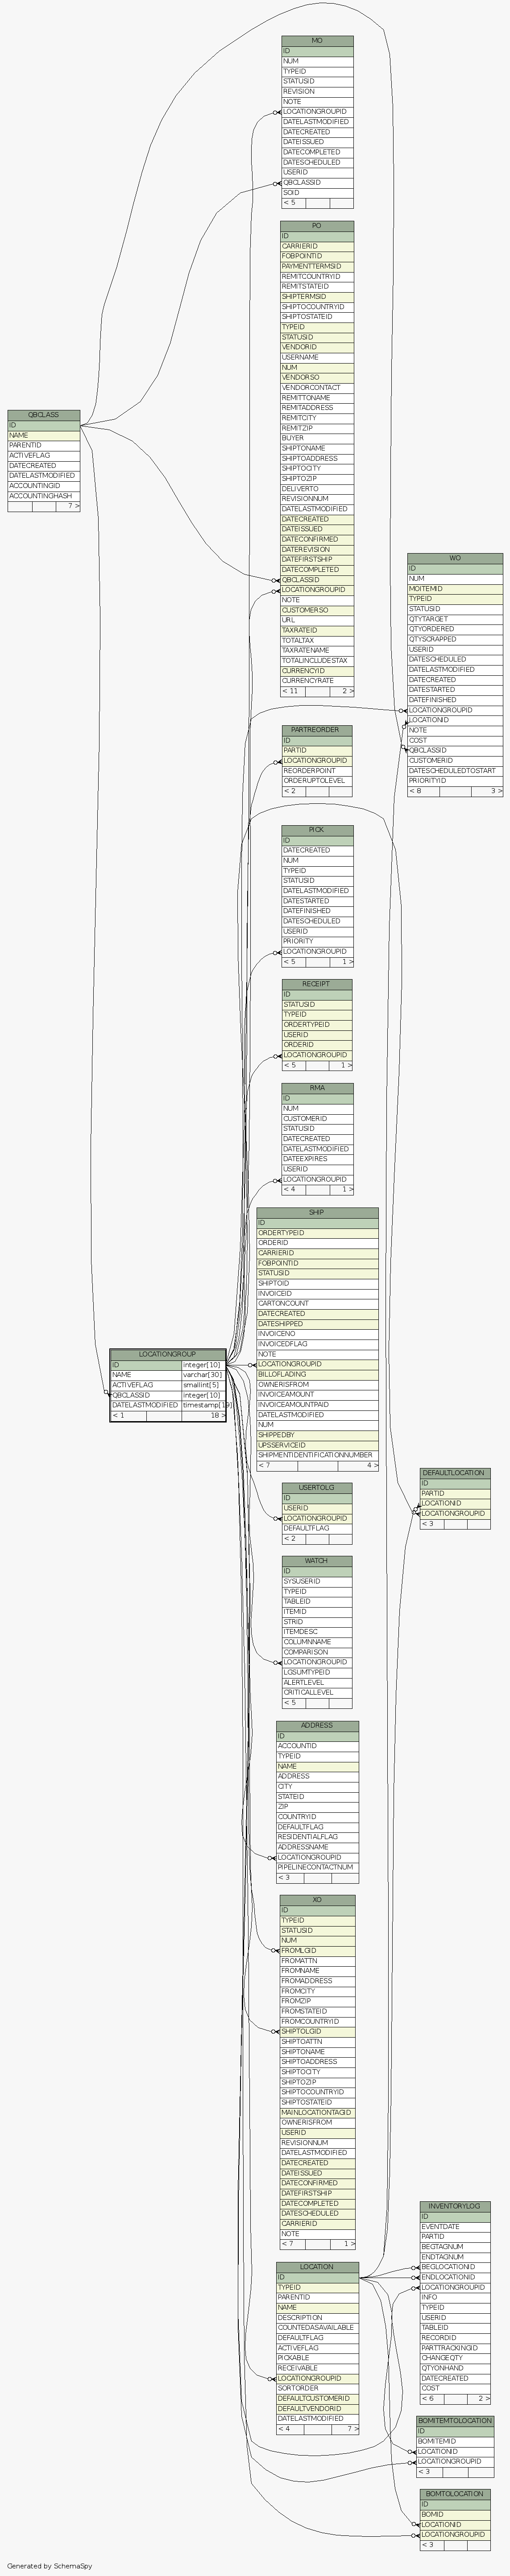 MO
ID
NUM
TYPEID
STATUSID
REVISION
NOTE
LOCATIONGROUPID
DATELASTMODIFIED
DATECREATED
DATEISSUED
DATECOMPLETED
DATESCHEDULED
USERID
QBCLASSID
SOID
< 5
PO
ID
CARRIERID
FOBPOINTID
PAYMENTTERMSID
REMITCOUNTRYID
REMITSTATEID
SHIPTERMSID
SHIPTOCOUNTRYID
SHIPTOSTATEID
TYPEID
STATUSID
VENDORID
USERNAME
NUM
VENDORSO
VENDORCONTACT
REMITTONAME
REMITADDRESS
REMITCITY
REMITZIP
BUYER
SHIPTONAME
SHIPTOADDRESS
SHIPTOCITY
SHIPTOZIP
DELIVERTO
REVISIONNUM
DATELASTMODIFIED
DATECREATED
DATEISSUED
DATECONFIRMED
DATEREVISION
DATEFIRSTSHIP
DATECOMPLETED
QBCLASSID
LOCATIONGROUPID
NOTE
CUSTOMERSO
URL
TAXRATEID
TOTALTAX
TAXRATENAME
TOTALINCLUDESTAX
CURRENCYID
CURRENCYRATE
< 11 2 >
QBCLASS
ID
NAME
PARENTID
ACTIVEFLAG
DATECREATED
DATELASTMODIFIED
ACCOUNTINGID
ACCOUNTINGHASH
7 >
WO
ID
NUM
MOITEMID
TYPEID
STATUSID
QTYTARGET
QTYORDERED
QTYSCRAPPED
USERID
DATESCHEDULED
DATELASTMODIFIED
DATECREATED
DATESTARTED
DATEFINISHED
LOCATIONGROUPID
LOCATIONID
NOTE
COST
QBCLASSID
CUSTOMERID
DATESCHEDULEDTOSTART
PRIORITYID
< 8 3 >
PARTREORDER
ID
PARTID
LOCATIONGROUPID
REORDERPOINT
ORDERUPTOLEVEL
< 2
PICK
ID
DATECREATED
NUM
TYPEID
STATUSID
DATELASTMODIFIED
DATESTARTED
DATEFINISHED
DATESCHEDULED
USERID
PRIORITY
LOCATIONGROUPID
< 5 1 >
RECEIPT
ID
STATUSID
TYPEID
ORDERTYPEID
USERID
ORDERID
LOCATIONGROUPID
< 5 1 >
RMA
ID
NUM
CUSTOMERID
STATUSID
DATECREATED
DATELASTMODIFIED
DATEEXPIRES
USERID
LOCATIONGROUPID
< 4 1 >
SHIP
ID
ORDERTYPEID
ORDERID
CARRIERID
FOBPOINTID
STATUSID
SHIPTOID
INVOICEID
CARTONCOUNT
DATECREATED
DATESHIPPED
INVOICENO
INVOICEDFLAG
NOTE
LOCATIONGROUPID
BILLOFLADING
OWNERISFROM
INVOICEAMOUNT
INVOICEAMOUNTPAID
DATELASTMODIFIED
NUM
SHIPPEDBY
UPSSERVICEID
SHIPMENTIDENTIFICATIONNUMBER
< 7 4 >
LOCATIONGROUP
ID integer[10]
NAME varchar[30]
ACTIVEFLAG smallint[5]
QBCLASSID integer[10]
DATELASTMODIFIED timestamp[19]
< 1 18 >
USERTOLG
ID
USERID
LOCATIONGROUPID
DEFAULTFLAG
< 2
DEFAULTLOCATION
ID
PARTID
LOCATIONID
LOCATIONGROUPID
< 3
WATCH
ID
SYSUSERID
TYPEID
TABLEID
ITEMID
STRID
ITEMDESC
COLUMNNAME
COMPARISON
LOCATIONGROUPID
LGSUMTYPEID
ALERTLEVEL
CRITICALLEVEL
< 5
ADDRESS
ID
ACCOUNTID
TYPEID
NAME
ADDRESS
CITY
STATEID
ZIP
COUNTRYID
DEFAULTFLAG
RESIDENTIALFLAG
ADDRESSNAME
LOCATIONGROUPID
PIPELINECONTACTNUM
< 3
XO
ID
TYPEID
STATUSID
NUM
FROMLGID
FROMATTN
FROMNAME
FROMADDRESS
FROMCITY
FROMZIP
FROMSTATEID
FROMCOUNTRYID
SHIPTOLGID
SHIPTOATTN
SHIPTONAME
SHIPTOADDRESS
SHIPTOCITY
SHIPTOZIP
SHIPTOCOUNTRYID
SHIPTOSTATEID
MAINLOCATIONTAGID
OWNERISFROM
USERID
REVISIONNUM
DATELASTMODIFIED
DATECREATED
DATEISSUED
DATECONFIRMED
DATEFIRSTSHIP
DATECOMPLETED
DATESCHEDULED
CARRIERID
NOTE
< 7 1 >
LOCATION
ID
TYPEID
PARENTID
NAME
DESCRIPTION
COUNTEDASAVAILABLE
DEFAULTFLAG
ACTIVEFLAG
PICKABLE
RECEIVABLE
LOCATIONGROUPID
SORTORDER
DEFAULTCUSTOMERID
DEFAULTVENDORID
DATELASTMODIFIED
< 4 7 >
INVENTORYLOG
ID
EVENTDATE
PARTID
BEGTAGNUM
ENDTAGNUM
BEGLOCATIONID
ENDLOCATIONID
LOCATIONGROUPID
INFO
TYPEID
USERID
TABLEID
RECORDID
PARTTRACKINGID
CHANGEQTY
QTYONHAND
DATECREATED
COST
< 6 2 >
BOMITEMTOLOCATION
ID
BOMITEMID
LOCATIONID
LOCATIONGROUPID
< 3
BOMTOLOCATION
ID
BOMID
LOCATIONID
LOCATIONGROUPID
< 3
Generated by SchemaSpy